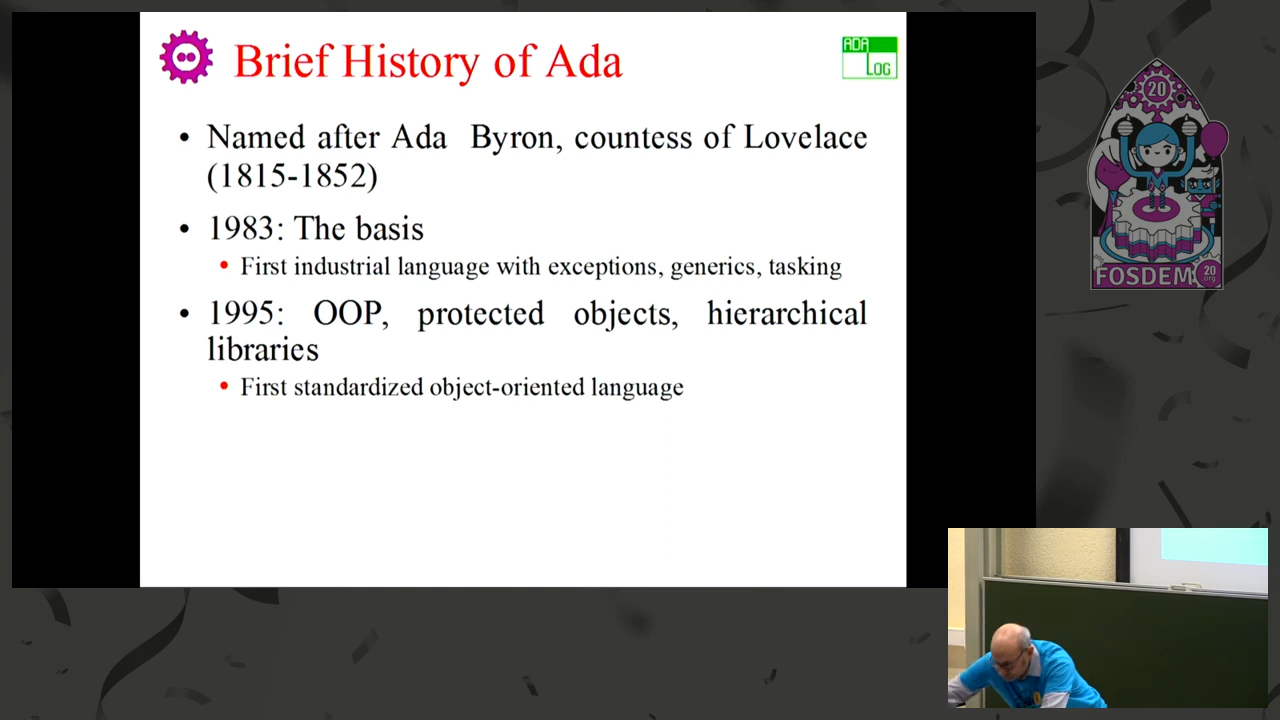 Brief History of Ada
ADA
LOG
• Named after Ada Byron, countess of Lovelace
(1815-1852)
• 1983: The basis
• First industrial language with exceptions, generics, tasking
• 1995: OOP, protected objects, hierarchical
libraries
• First standardized object-oriented language
20
FOSDEM 20
.org